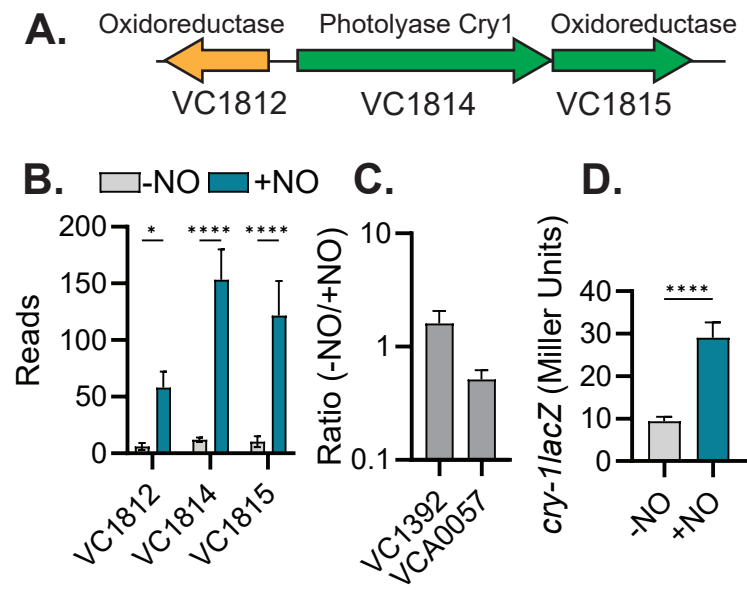 A.
Oxidoreductase Photolyase Cry1 Oxidoreductase
VC1812 VC1814 VC1815
B.
-NO +NO
Reads
200
150
100
50
0
* **** ****
VC1812
VC1814
VC1815
C.
Ratio (-NO/+NO)
10
1
0.1
VC1392
VCA0057
D.
cry-1lacZ (Miller Units)
40
30
20
10
0
****
-NO
+NO